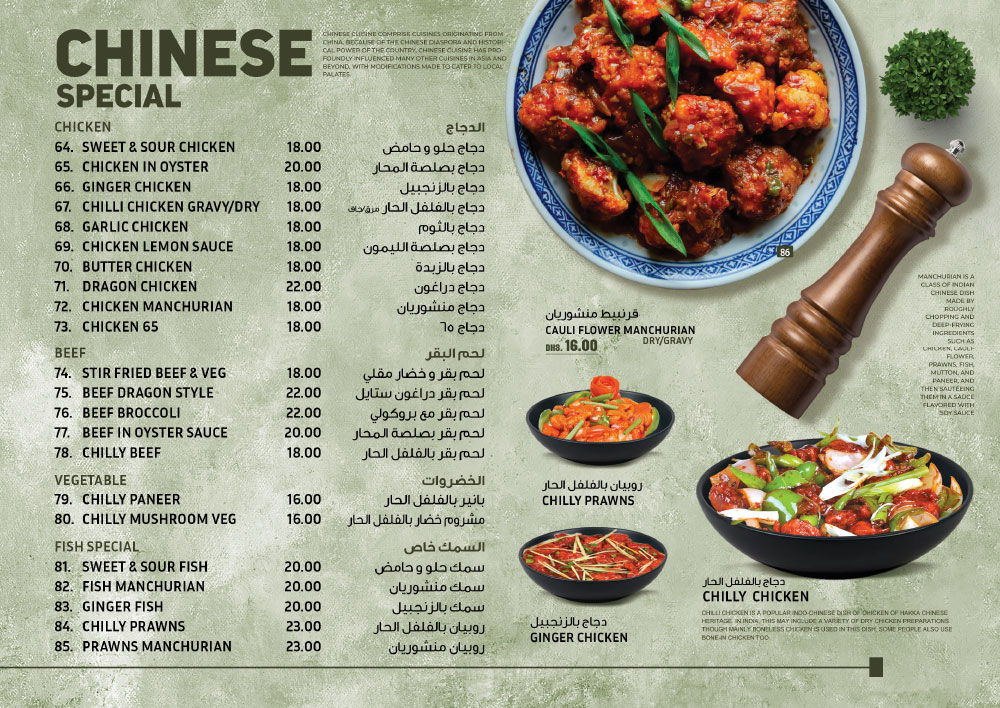 CHINESE
SPECIAL
CHINESE CUISINE COMPRISE CUISINES ORIGINATING FROM
CHINA. BECAUSE OF THE CHINESE DIASPORA AND HISTORI-
CAL POWER OF THE COUNTRY, CHINESE CUISINE HAS PRO-
FOUNDLY INFLUENCED MANY OTHER CUISINES IN ASIA AND
BEYOND, WITH MODIFICATIONS MADE TO CATER TO LOCAL
PALATES.
CHICKEN الدجاج
64. SWEET & SOUR CHICKEN 18.00 دجاج حلو و حامض
65. CHICKEN IN OYSTER 20.00 دجاج بصلصة المحار
66. GINGER CHICKEN 18.00 دجاج بالزنجبيل
67. CHILLI CHICKEN GRAVY/DRY 18.00 دجاج بالفلفل الحار مرق/جاف
68. GARLIC CHICKEN 18.00 دجاج بالثوم
69. CHICKEN LEMON SAUCE 18.00 دجاج بصلصة الليمون
70. BUTTER CHICKEN 18.00 دجاج بالزبدة
71. DRAGON CHICKEN 22.00 دجاج دراغون
72. CHICKEN MANCHURIAN 18.00 دجاج منشوريان
73. CHICKEN 65 18.00 دجاج ٦٥
BEEF لحم البقر
74. STIR FRIED BEEF & VEG 18.00 لحم بقر و خضار مقلي
75. BEEF DRAGON STYLE 22.00 لحم بقر دراغون ستايل
76. BEEF BROCCOLI 22.00 لحم بقر مع بروكولي
77. BEEF IN OYSTER SAUCE 20.00 لحم بقر بصلصة المحار
78. CHILLY BEEF 18.00 لحم بقر بالفلفل الحار
VEGETABLE الخضروات
79. CHILLY PANEER 16.00 بانير بالفلفل الحار
80. CHILLY MUSHROOM VEG 16.00 مشروم خضار بالفلفل الحار
FISH SPECIAL السمك خاص
81. SWEET & SOUR FISH 20.00 سمك حلو و حامض
82. FISH MANCHURIAN 20.00 سمك منشوريان
83. GINGER FISH 20.00 سمك بالزنجبيل
84. CHILLY PRAWNS 23.00 روبيان بالفلفل الحار
85. PRAWNS MANCHURIAN 23.00 روبيان منشوريان
86
قرنبيط منشوريان
CAULI FLOWER MANCHURIAN
DRY/GRAVY
DHS. 16.00
MANCHURIAN IS A
CLASS OF INDIAN
CHINESE DISH
MADE BY
ROUGHLY
CHOPPING AND
DEEP-FRYING
INGREDIENTS
SUCH AS
CHICKEN, CAULI-
FLOWER,
PRAWNS, FISH,
MUTTON, AND
PANEER, AND
THEN SAUTEEING
THEM IN A SAUCE
FLAVORED WITH
SOY SAUCE
روبيان بالفلفل الحار
CHILLY PRAWNS
دجاج بالزنجبيل
GINGER CHICKEN
دجاج بالفلفل الحار
CHILLY CHICKEN
CHILLI CHICKEN IS A POPULAR INDO-CHINESE DISH OF CHICKEN OF HAKKA CHINESE
HERITAGE. IN INDIA, THIS MAY INCLUDE A VARIETY OF DRY CHICKEN PREPARATIONS.
THOUGH MAINLY BONELESS CHICKEN IS USED IN THIS DISH, SOME PEOPLE ALSO USE
BONE-IN CHICKEN TOO.